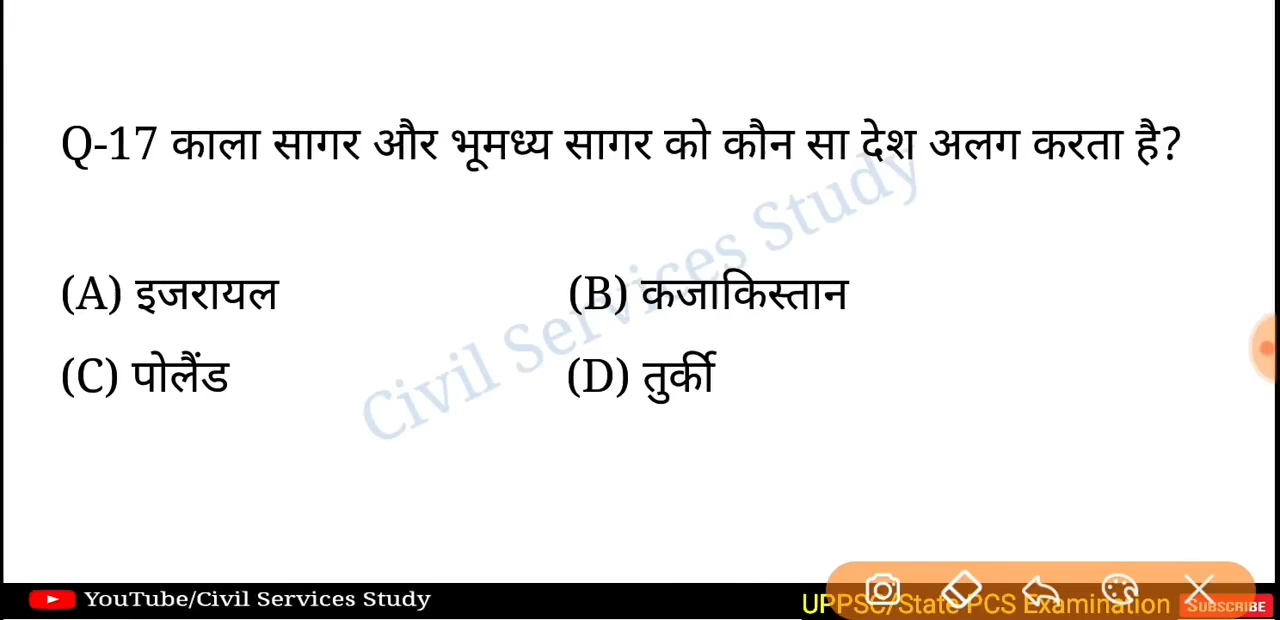 Q-17 काला सागर और भूमध्य सागर को कौन सा देश अलग करता है?
(A) इजरायल (B) कजाकिस्तान
(C) पोलैंड (D) तुर्की
Civil Services Study
YouTube/Civil Services Study
UPPSC/State PCS Examination SUBSCRIBE